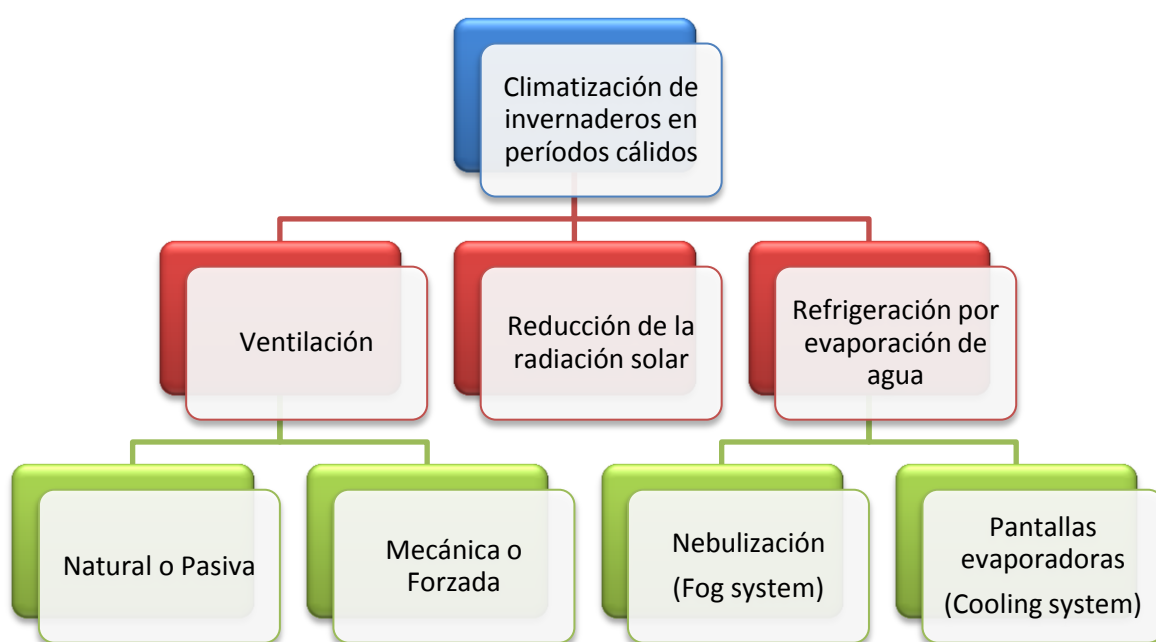 Climatización de
invernaderos en
períodos cálidos
Ventilación
Reducción de la
radiación solar
Refrigeración por
evaporación de
agua
Natural o Pasiva
Mecánica o
Forzada
Nebulización
(Fog system)
Pantallas
evaporadoras
(Cooling system)